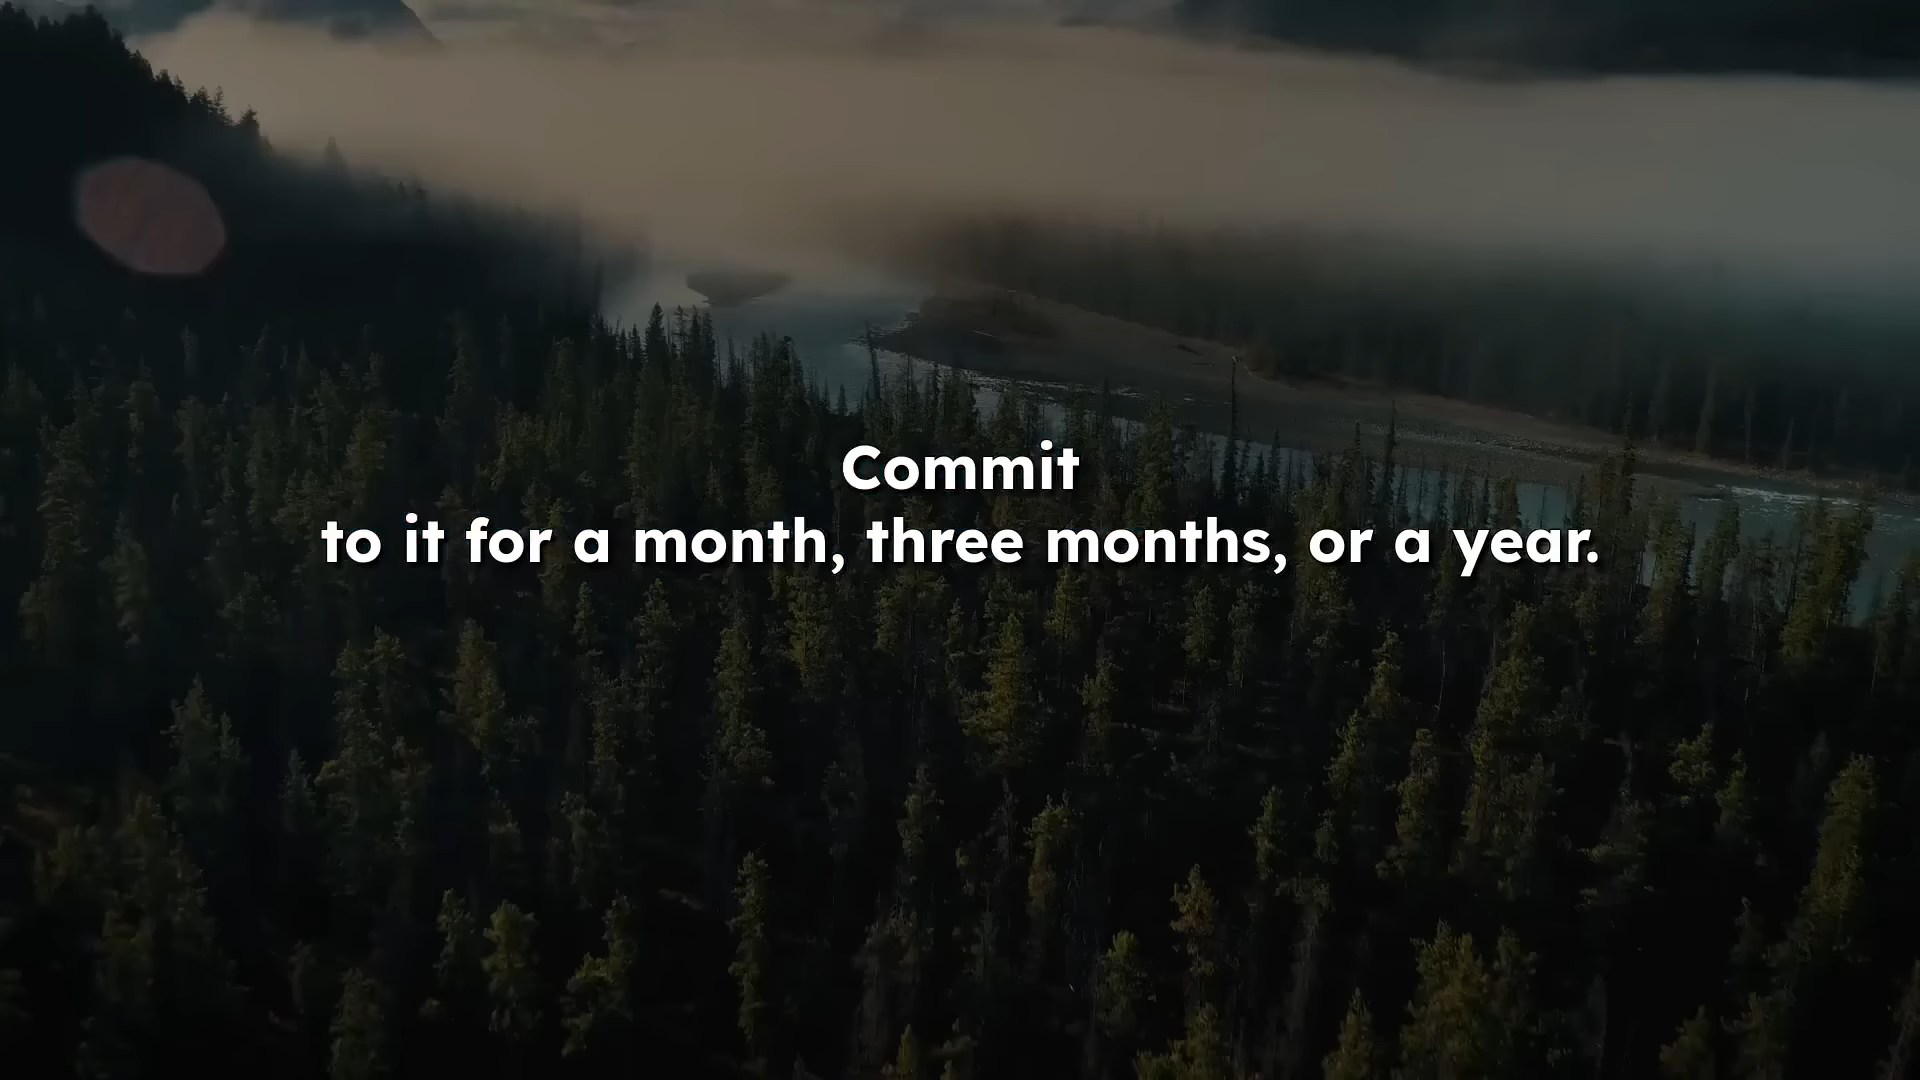 Commit
to it for a month, three months, or a year.